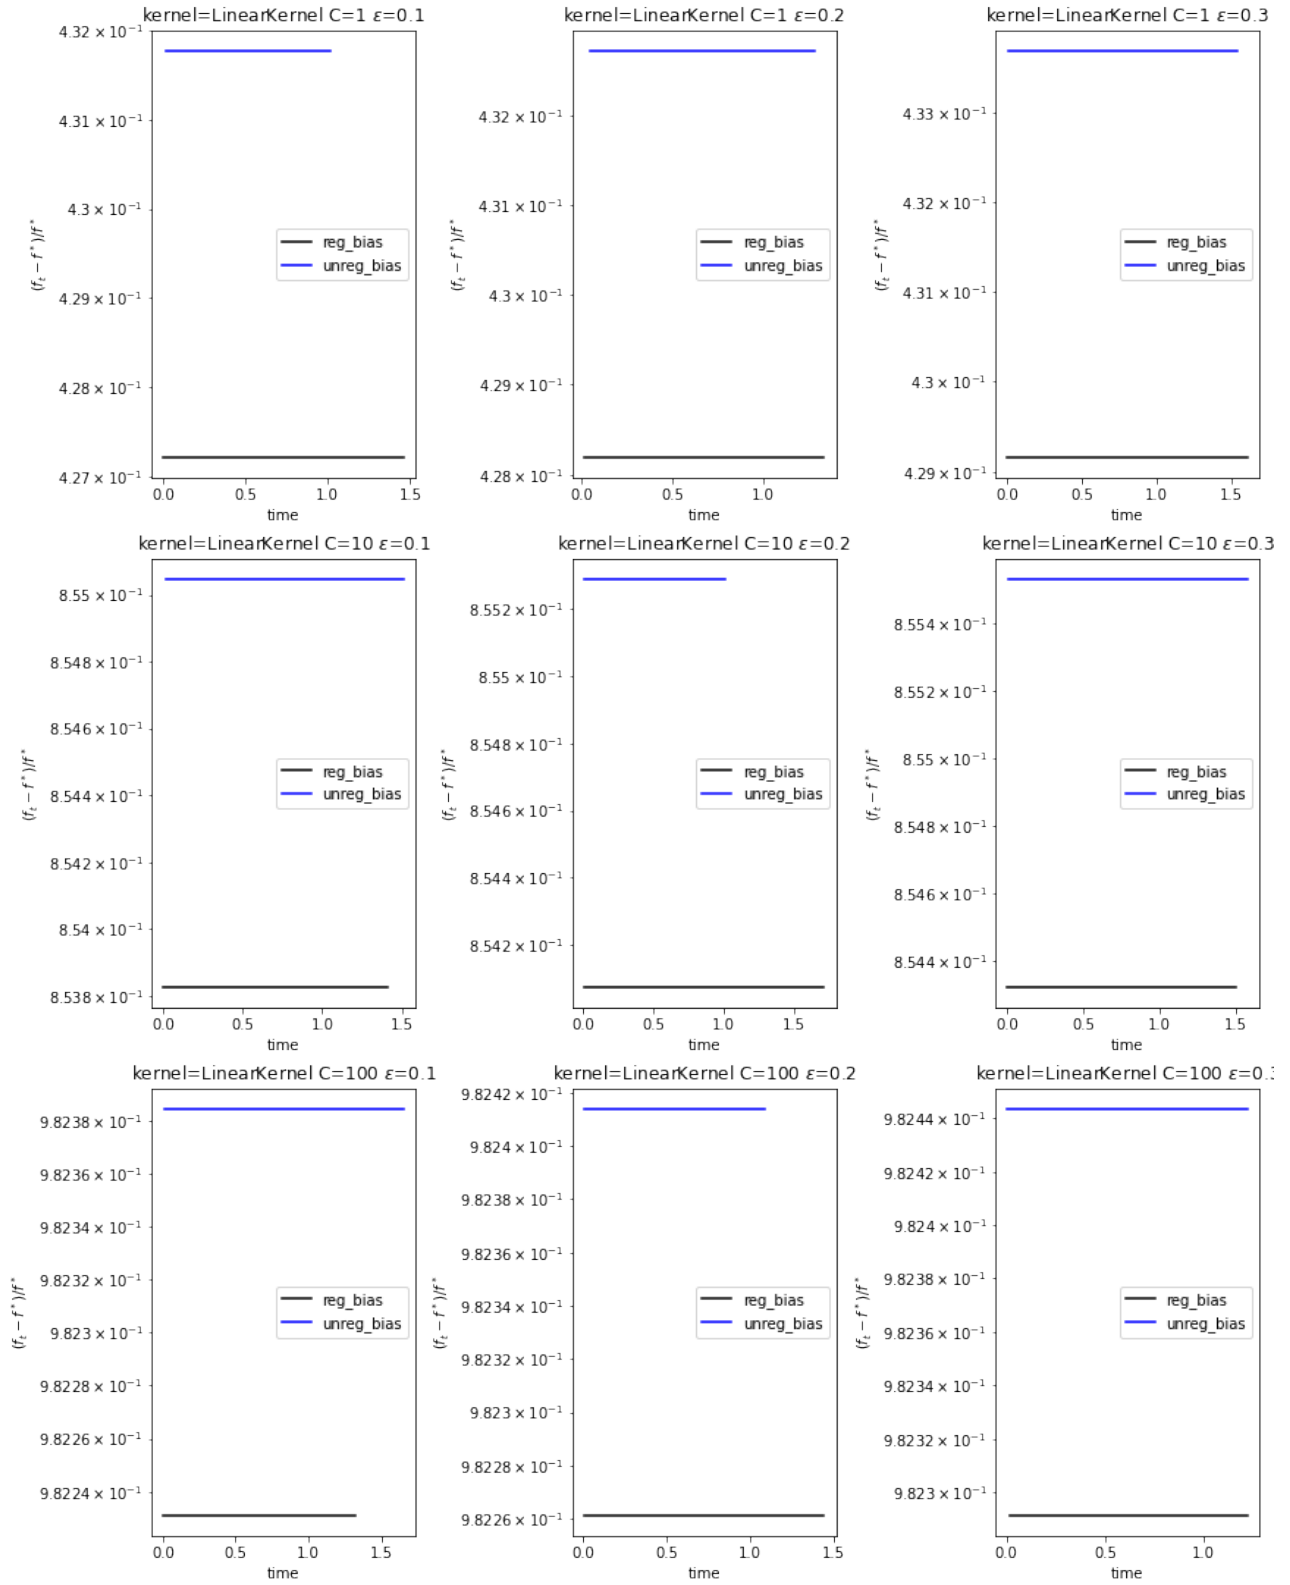 kernel=LinearKernel C=1 ε=0.1
4.32 × 10⁻¹
4.31 × 10⁻¹
4.3 × 10⁻¹
4.29 × 10⁻¹
4.28 × 10⁻¹
4.27 × 10⁻¹
(fₜ − f*)/f*
reg_bias
unreg_bias
0.0 0.5 1.0 1.5
time
kernel=LinearKernel C=1 ε=0.2
4.32 × 10⁻¹
4.31 × 10⁻¹
4.3 × 10⁻¹
4.29 × 10⁻¹
4.28 × 10⁻¹
(fₜ − f*)/f*
reg_bias
unreg_bias
0.0 0.5 1.0
time
kernel=LinearKernel C=1 ε=0.3
4.33 × 10⁻¹
4.32 × 10⁻¹
4.31 × 10⁻¹
4.3 × 10⁻¹
4.29 × 10⁻¹
(fₜ − f*)/f*
reg_bias
unreg_bias
0.0 0.5 1.0 1.5
time
kernel=LinearKernel C=10 ε=0.1
8.55 × 10⁻¹
8.548 × 10⁻¹
8.546 × 10⁻¹
8.544 × 10⁻¹
8.542 × 10⁻¹
8.54 × 10⁻¹
8.538 × 10⁻¹
(fₜ − f*)/f*
reg_bias
unreg_bias
0.0 0.5 1.0 1.5
time
kernel=LinearKernel C=10 ε=0.2
8.552 × 10⁻¹
8.55 × 10⁻¹
8.548 × 10⁻¹
8.546 × 10⁻¹
8.544 × 10⁻¹
8.542 × 10⁻¹
(fₜ − f*)/f*
reg_bias
unreg_bias
0.0 0.5 1.0 1.5
time
kernel=LinearKernel C=10 ε=0.3
8.554 × 10⁻¹
8.552 × 10⁻¹
8.55 × 10⁻¹
8.548 × 10⁻¹
8.546 × 10⁻¹
8.544 × 10⁻¹
(fₜ − f*)/f*
reg_bias
unreg_bias
0.0 0.5 1.0 1.5
time
kernel=LinearKernel C=100 ε=0.1
9.8238 × 10⁻¹
9.8236 × 10⁻¹
9.8234 × 10⁻¹
9.8232 × 10⁻¹
9.823 × 10⁻¹
9.8228 × 10⁻¹
9.8226 × 10⁻¹
9.8224 × 10⁻¹
(fₜ − f*)/f*
reg_bias
unreg_bias
0.0 0.5 1.0 1.5
time
kernel=LinearKernel C=100 ε=0.2
9.8242 × 10⁻¹
9.824 × 10⁻¹
9.8238 × 10⁻¹
9.8236 × 10⁻¹
9.8234 × 10⁻¹
9.8232 × 10⁻¹
9.823 × 10⁻¹
9.8228 × 10⁻¹
9.8226 × 10⁻¹
(fₜ − f*)/f*
reg_bias
unreg_bias
0.0 0.5 1.0 1.5
time
kernel=LinearKernel C=100 ε=0.3
9.8244 × 10⁻¹
9.8242 × 10⁻¹
9.824 × 10⁻¹
9.8238 × 10⁻¹
9.8236 × 10⁻¹
9.8234 × 10⁻¹
9.8232 × 10⁻¹
9.823 × 10⁻¹
(fₜ − f*)/f*
reg_bias
unreg_bias
0.0 0.5 1.0
time